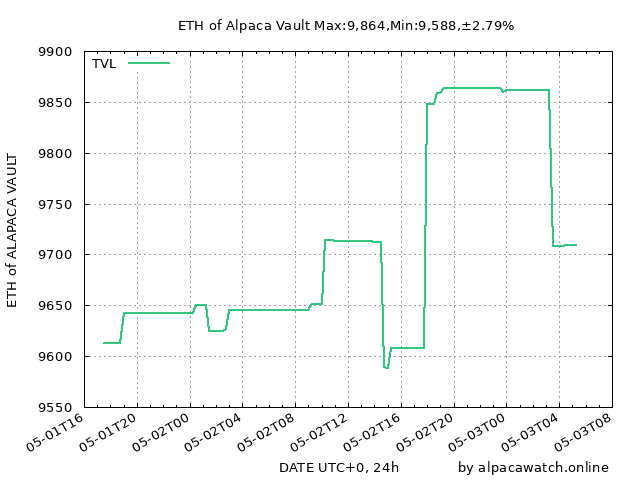 ETH of Alpaca Vault Max:9,864,Min:9,588,±2.79%
TVL
9900
9850
9800
9750
9700
9650
9600
9550
ETH of ALAPACA VAULT
05-01T16
05-01T20
05-02T00
05-02T04
05-02T08
05-02T12
05-02T16
05-02T20
05-03T00
05-03T04
05-03T08
DATE UTC+0, 24h
by alpacawatch.online